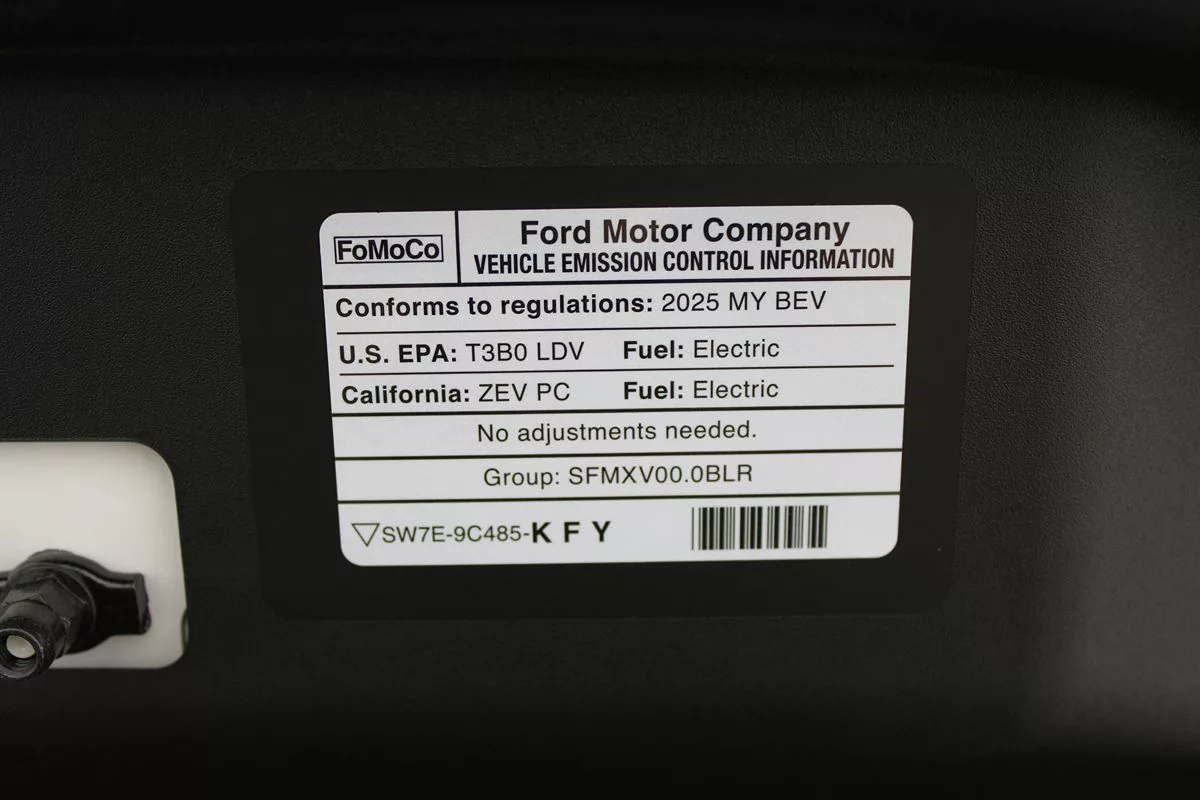 FoMoCo
Ford Motor Company
VEHICLE EMISSION CONTROL INFORMATION
Conforms to regulations: 2025 MY BEV
U.S. EPA: T3B0 LDV Fuel: Electric
California: ZEV PC Fuel: Electric
No adjustments needed.
Group: SFMXV00.0BLR
SW7E-9C485-K F Y